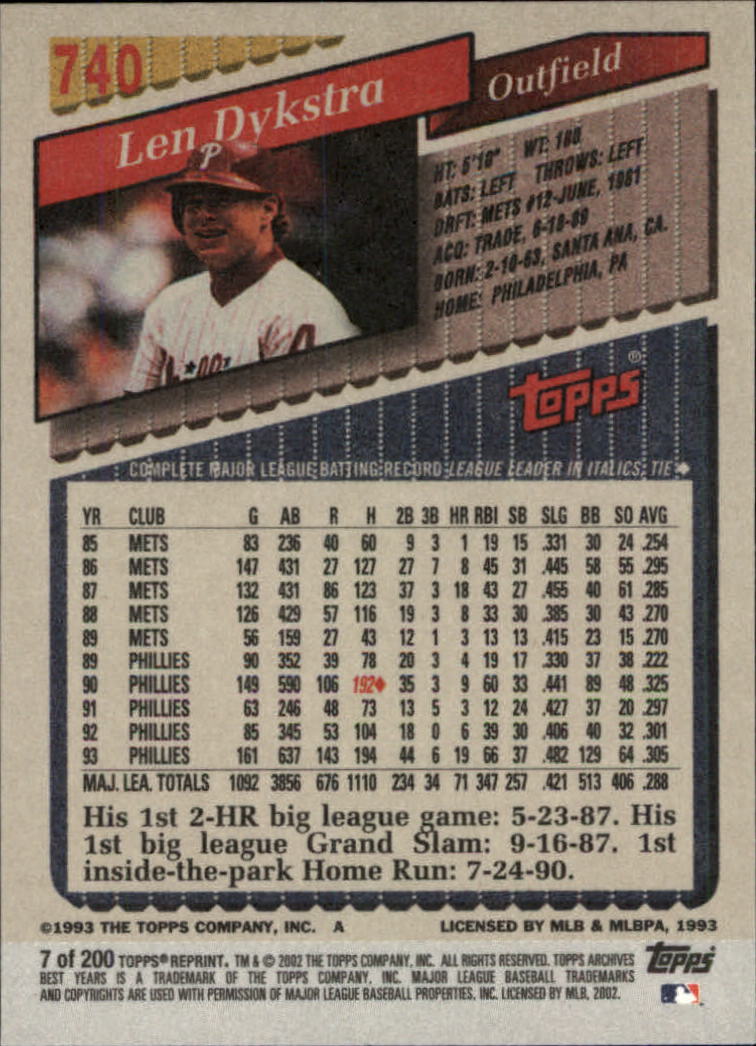 740
Len Dykstra
Outfield
P
HT: 5'10" WT: 180
BATS: LEFT THROWS: LEFT
DRFT: METS #12-JUNE, 1981
ACQ: TRADE, 6-18-89
BORN: 2-10-63, SANTA ANA, CA.
HOME: PHILADELPHIA, PA
TOPPS®
COMPLETE MAJOR LEAGUE BATTING RECORD LEAGUE LEADER IN ITALICS, TIE ♦
YR CLUB G AB R H 2B 3B HR RBI SB SLG BB SO AVG
85 METS 83 236 40 60 9 3 1 19 15 .331 30 24 .254
86 METS 147 431 27 127 27 7 8 45 31 .445 58 55 .295
87 METS 132 431 86 123 37 3 18 43 27 .455 40 61 .285
88 METS 126 429 57 116 19 3 8 33 30 .385 30 43 .270
89 METS 56 159 27 43 12 1 3 13 13 .415 23 15 .270
89 PHILLIES 90 352 39 78 20 3 4 19 17 .330 37 38 .222
90 PHILLIES 149 590 106 192♦ 35 3 9 60 33 .441 89 48 .325
91 PHILLIES 63 246 48 73 13 5 3 12 24 .427 37 20 .297
92 PHILLIES 85 345 53 104 18 0 6 39 30 .406 40 32 .301
93 PHILLIES 161 637 143 194 44 6 19 66 37 .482 129 64 .305
MAJ. LEA. TOTALS 1092 3856 676 1110 234 34 71 347 257 .421 513 406 .288
His 1st 2-HR big league game: 5-23-87. His
1st big league Grand Slam: 9-16-87. 1st
inside-the-park Home Run: 7-24-90.
©1993 THE TOPPS COMPANY, INC. A LICENSED BY MLB & MLBPA, 1993
7 of 200 TOPPS® REPRINT. TM & © 2002 THE TOPPS COMPANY, INC. ALL RIGHTS RESERVED. TOPPS ARCHIVES
BEST YEARS IS A TRADEMARK OF THE TOPPS COMPANY, INC. MAJOR LEAGUE BASEBALL TRADEMARKS
AND COPYRIGHTS ARE USED WITH PERMISSION OF MAJOR LEAGUE BASEBALL PROPERTIES, INC. LICENSED BY MLB, 2002.
Topps